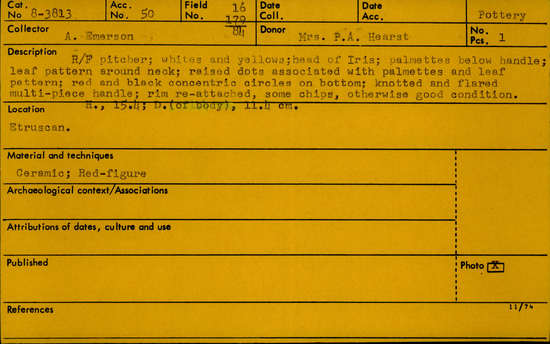 Cat. No 8-3813 Acc. No. 50 Field No. 16 179 84 Date Coll. Date Acc. Pottery
Collector A. Emerson Donor Mrs. P.A. Hearst No. Pcs. 1
Description
R/F pitcher; whites and yellows; head of Iris; palmettes below handle;
leaf pattern around neck; raised dots associated with palmettes and leaf
pattern; red and black concentric circles on bottom; knotted and flared
multi-piece handle; rim re-attached, some chips, otherwise good condition.
H., 15.4; D.(of body), 11.4 cm.
Location
Etruscan.
Material and techniques
Ceramic; Red-figure
Archaeological context/Associations
Attributions of dates, culture and use
Published Photo X
References 11/74